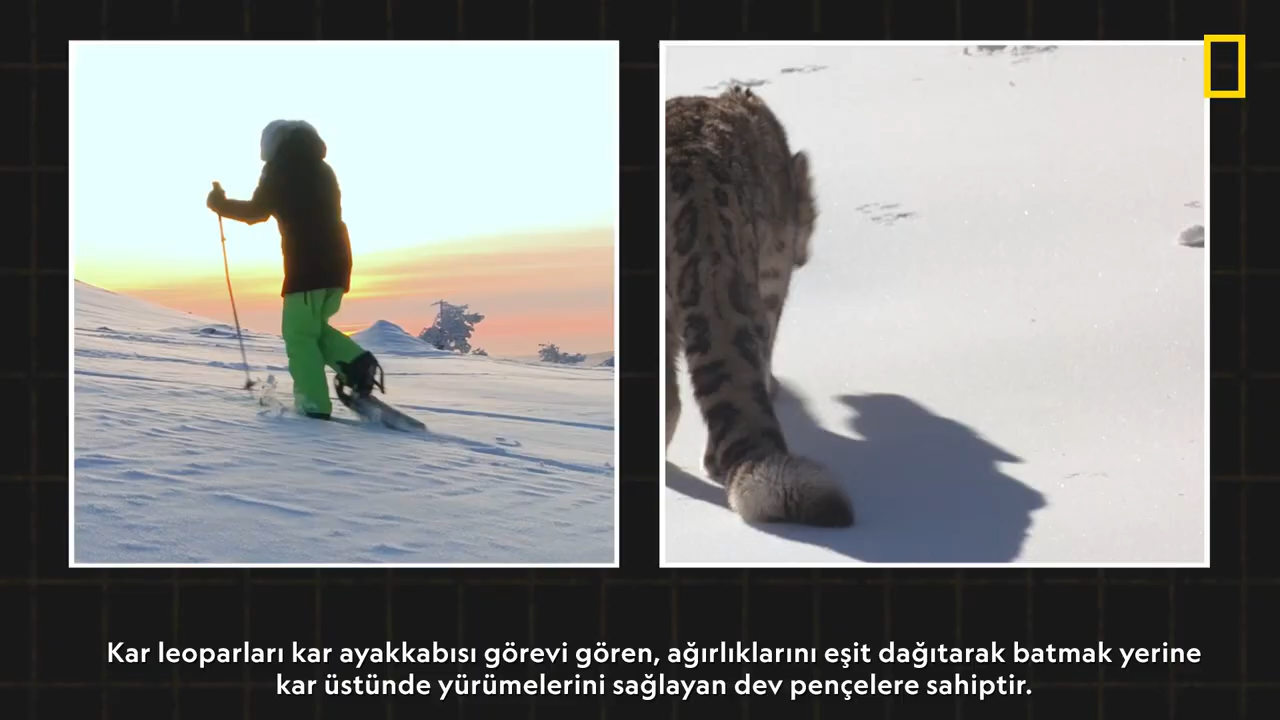 Kar leoparları kar ayakkabısı görevi gören, ağırlıklarını eşit dağıtarak batmak yerine
kar üstünde yürümelerini sağlayan dev pençelere sahiptir.